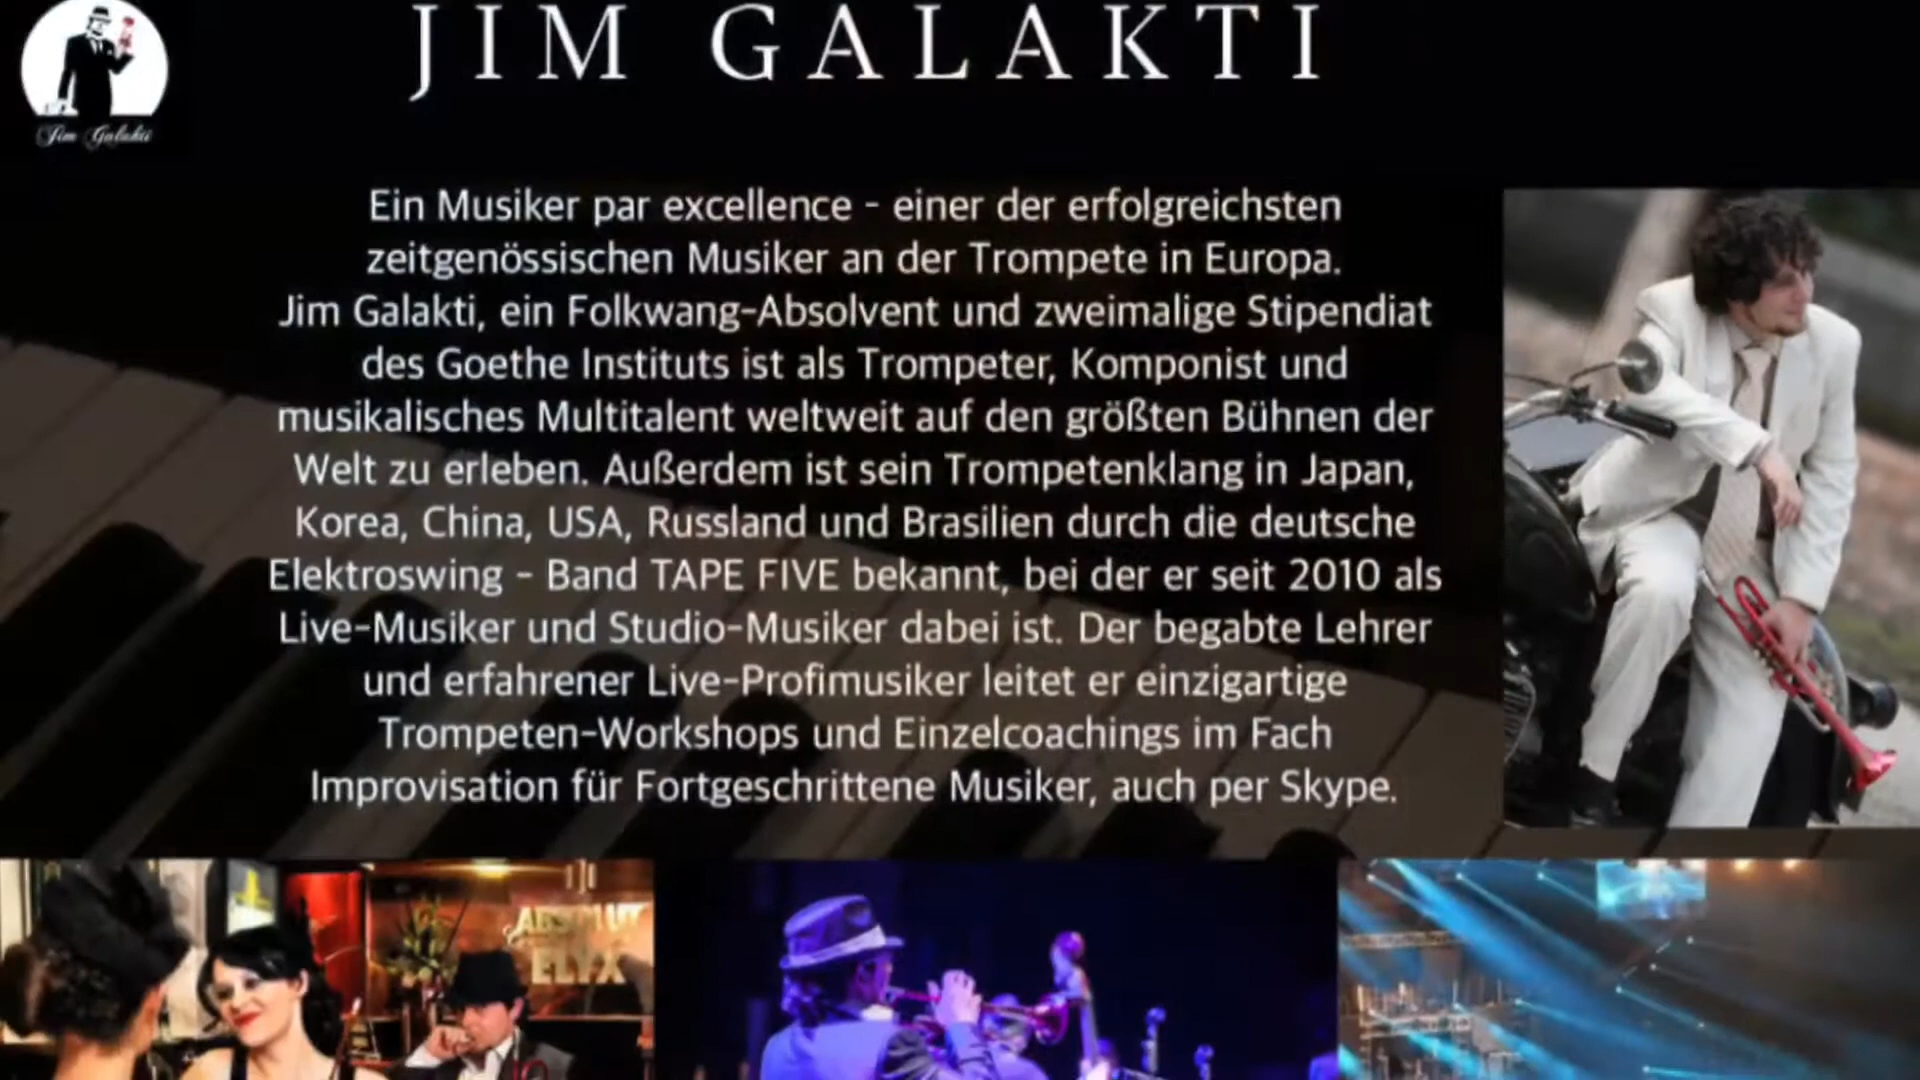 JIM GALAKTI
Jim Galakti
Ein Musiker par excellence - einer der erfolgreichsten
zeitgenössischen Musiker an der Trompete in Europa.
Jim Galakti, ein Folkwang-Absolvent und zweimalige Stipendiat
des Goethe Instituts ist als Trompeter, Komponist und
musikalisches Multitalent weltweit auf den größten Bühnen der
Welt zu erleben. Außerdem ist sein Trompetenklang in Japan,
Korea, China, USA, Russland und Brasilien durch die deutsche
Elektroswing - Band TAPE FIVE bekannt, bei der er seit 2010 als
Live-Musiker und Studio-Musiker dabei ist. Der begabte Lehrer
und erfahrener Live-Profimusiker leitet er einzigartige
Trompeten-Workshops und Einzelcoachings im Fach
Improvisation für Fortgeschrittene Musiker, auch per Skype.
ABSOLUT
ELYX